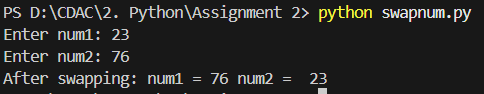 PS D:\CDAC\2. Python\Assignment 2> python swapnum.py
Enter num1: 23
Enter num2: 76
After swapping: num1 = 76 num2 =  23